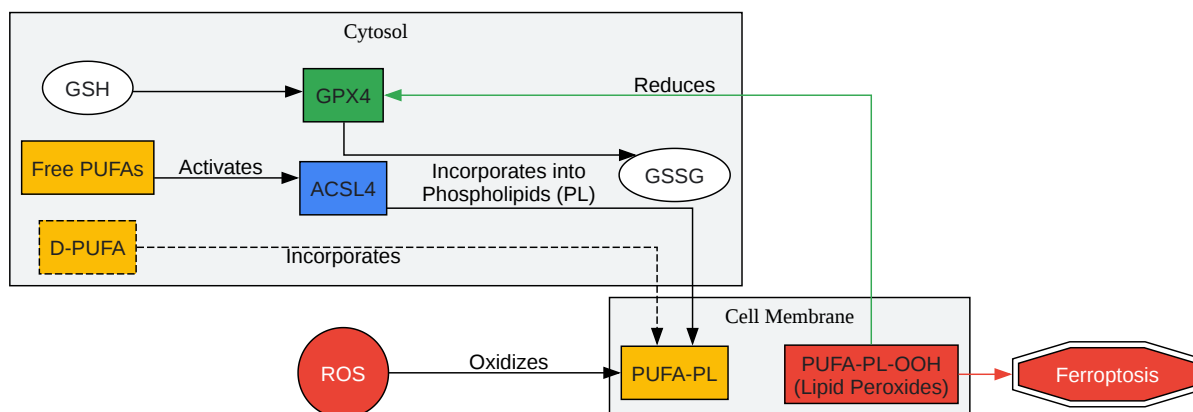 Cytosol
GSH
GPX4
Reduces
Free PUFAs
Activates
ACSL4
Incorporates into
Phospholipids (PL)
GSSG
D-PUFA
Incorporates
Cell Membrane
ROS
Oxidizes
PUFA-PL
PUFA-PL-OOH
(Lipid Peroxides)
Ferroptosis